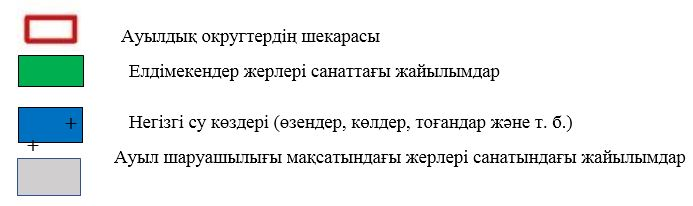 Ауылдық округтердің шекарасы
Елдімекендер жерлері санаттағы жайылымдар
Негізгі су көздері (өзендер, көлдер, тоғандар және т. б.)
Ауыл шаруашылығы мақсатындағы жерлері санатындағы жайылымдар